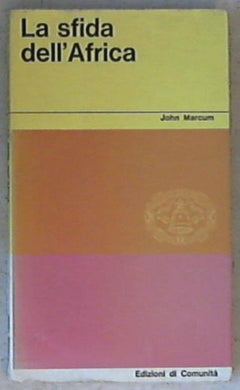 La sfida
dell'Africa
John Marcum
Edizioni di Comunità